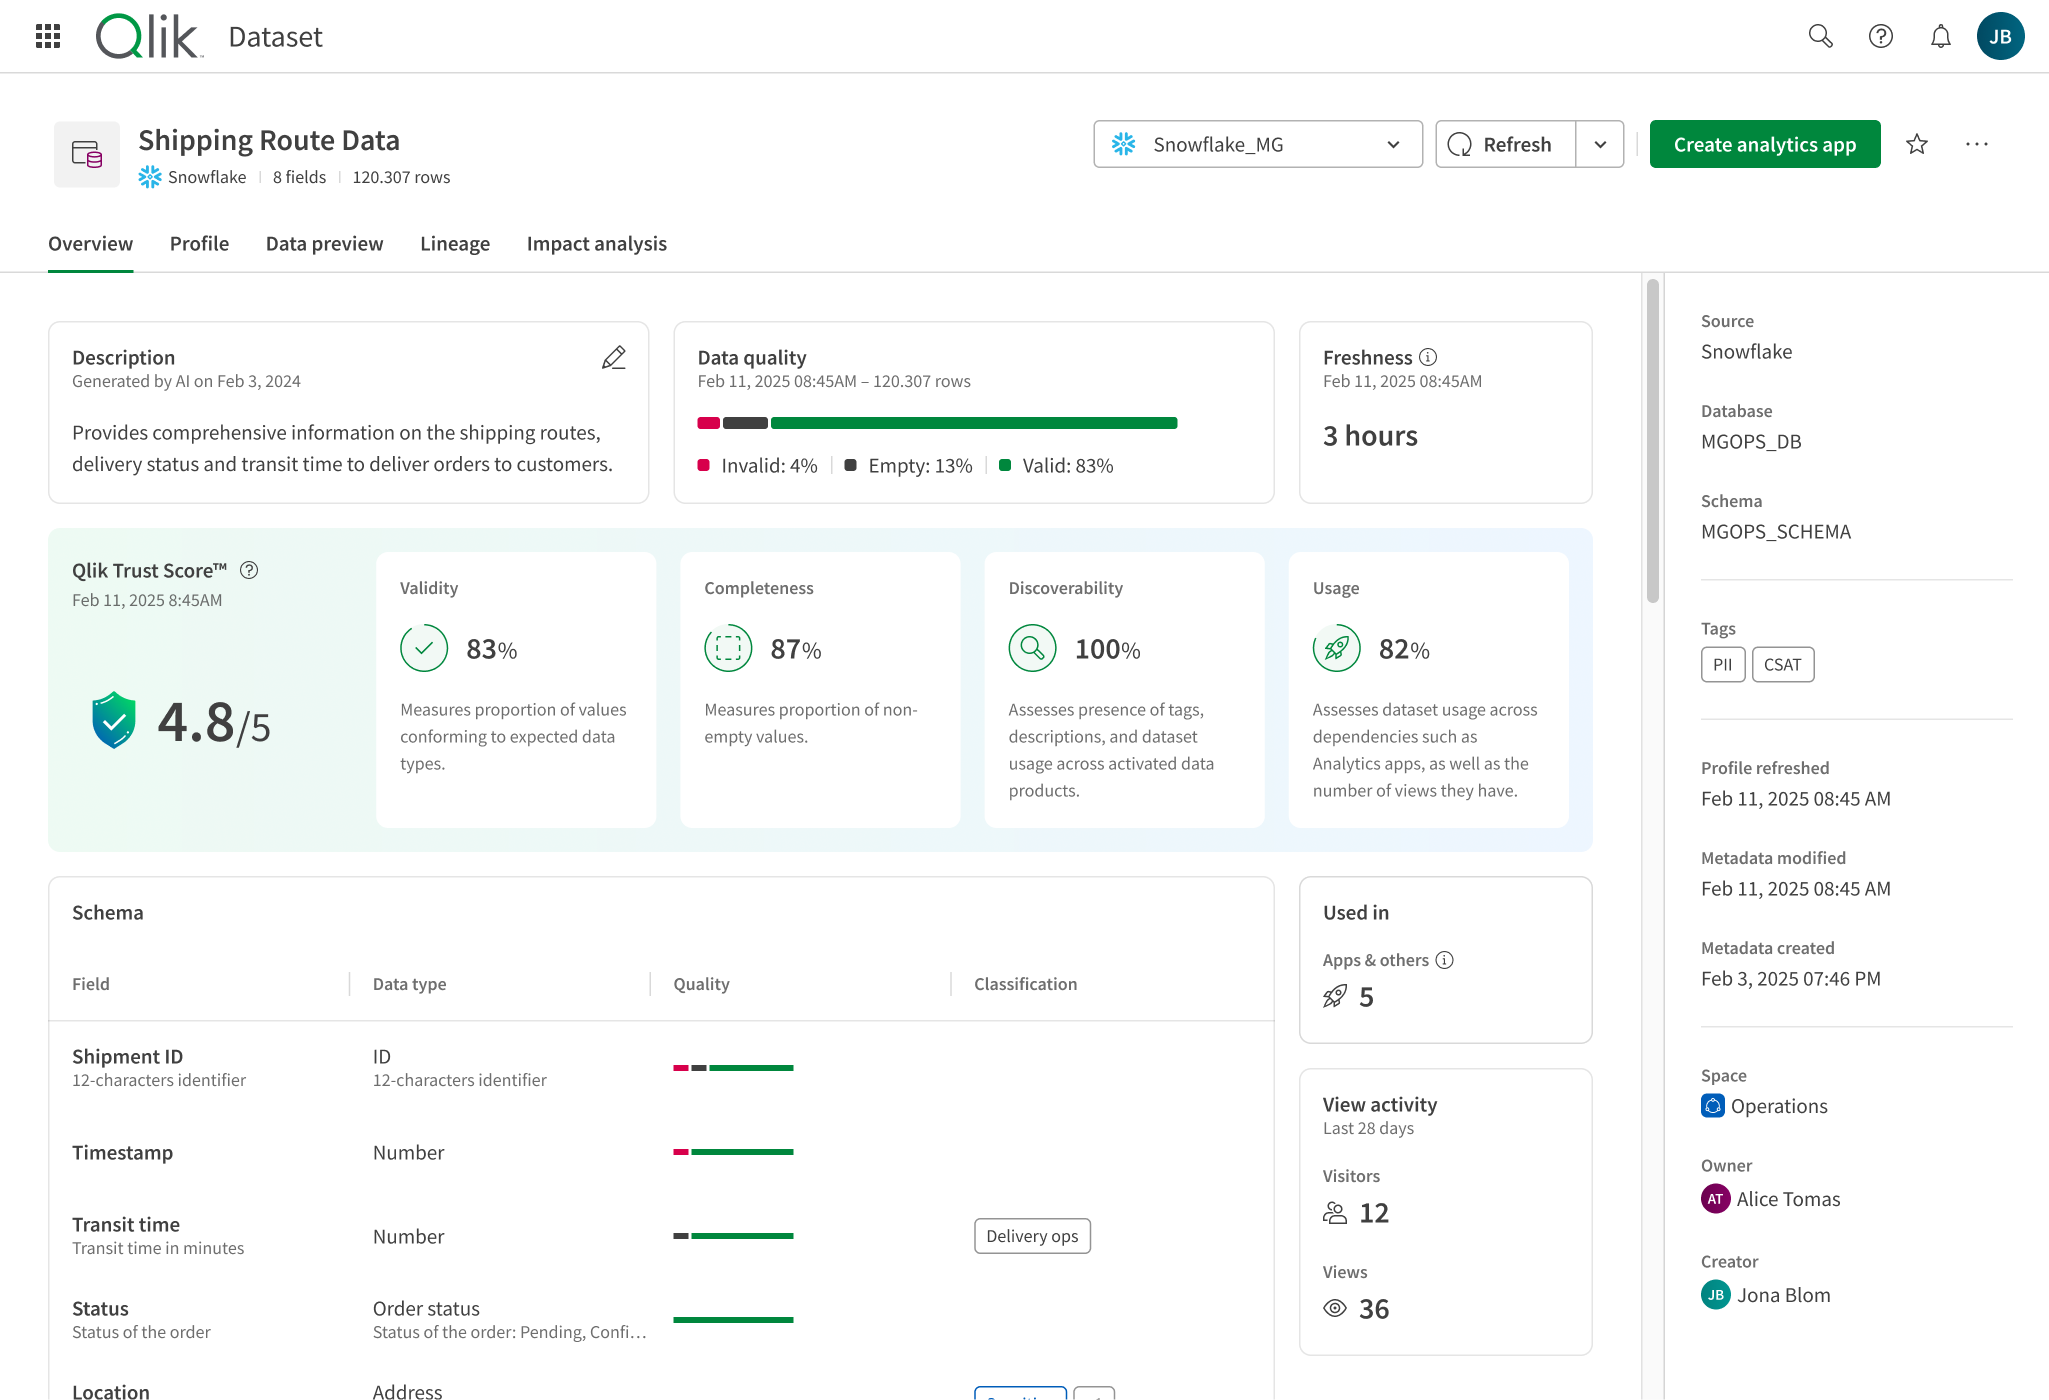 Qlik Dataset
JB
Shipping Route Data
Snowflake 8 fields 120.307 rows
Snowflake_MG
Refresh
Create analytics app
Overview Profile Data preview Lineage Impact analysis
Description
Generated by AI on Feb 3, 2024
Provides comprehensive information on the shipping routes,
delivery status and transit time to deliver orders to customers.
Data quality
Feb 11, 2025 08:45AM – 120.307 rows
Invalid: 4% Empty: 13% Valid: 83%
Freshness
Feb 11, 2025 08:45AM
3 hours
Qlik Trust Score™
Feb 11, 2025 8:45AM
4.8/5
Validity
83%
Measures proportion of values
conforming to expected data
types.
Completeness
87%
Measures proportion of non-
empty values.
Discoverability
100%
Assesses presence of tags,
descriptions, and dataset
usage across activated data
products.
Usage
82%
Assesses dataset usage across
dependencies such as
Analytics apps, as well as the
number of views they have.
Schema
Field Data type Quality Classification
Shipment ID ID
12-characters identifier 12-characters identifier
Timestamp Number
Transit time
Transit time in minutes
Number
Delivery ops
Status Order status
Status of the order Status of the order: Pending, Confi...
Location Address
Used in
Apps & others
5
View activity
Last 28 days
Visitors
12
Views
36
Source
Snowflake
Database
MGOPS_DB
Schema
MGOPS_SCHEMA
Tags
PII CSAT
Profile refreshed
Feb 11, 2025 08:45 AM
Metadata modified
Feb 11, 2025 08:45 AM
Metadata created
Feb 3, 2025 07:46 PM
Space
Operations
Owner
AT Alice Tomas
Creator
JB Jona Blom